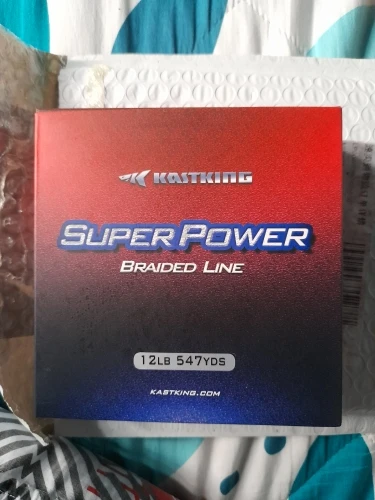 KASTKING
SUPER POWER
BRAIDED LINE
12LB 547YDS
KASTKING.COM